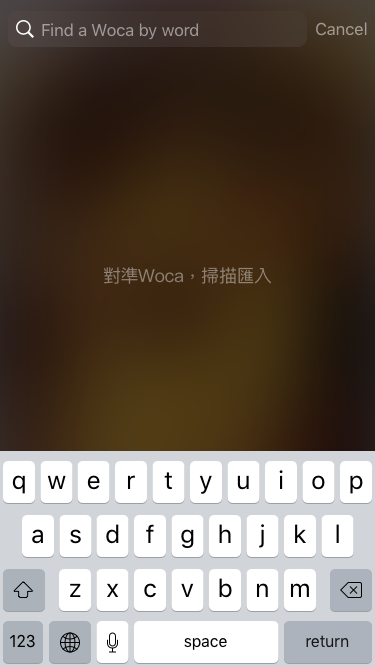 Find a Woca by word Cancel
對準Woca，掃描匯入
q w e r t y u i o p
a s d f g h j k l
z x c v b n m
123 space return